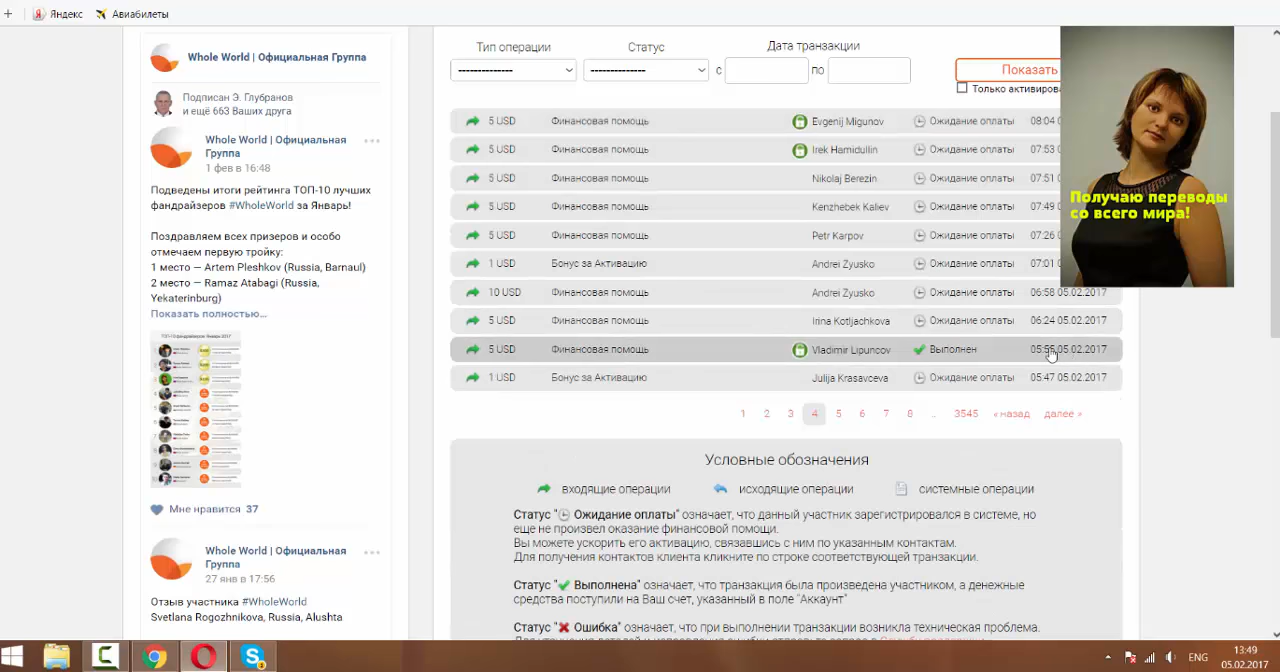 Яндекс Авиабилеты
Whole World | Официальная Группа
Подписан Э. Глубранов
и ещё 663 Ваших друга
Whole World | Официальная
Группа
1 фев в 16:48
Подведены итоги рейтинга ТОП-10 лучших
фандрайзеров #WholeWorld за Январь!
Поздравляем всех призеров и особо
отмечаем первую тройку:
1 место — Artem Pleshkov (Russia, Barnaul)
2 место — Ramaz Atabagi (Russia,
Yekaterinburg)
Показать полностью...
Мне нравится 37
Whole World | Официальная
Группа
27 янв в 17:56
Отзыв участника #WholeWorld
Svetlana Rogozhnikova, Russia, Alushta
Тип операции Статус Дата транзакции
-------------- -------------- с по Показать
Только активирова
5 USD Финансовая помощь Evgenij Migunov Ожидание оплаты 08:04 0
5 USD Финансовая помощь Irek Hamidullin Ожидание оплаты 07:53 0
5 USD Финансовая помощь Nikolaj Berezin Ожидание оплаты 07:51 0
5 USD Финансовая помощь Kenzhebek Kaliev Ожидание оплаты 07:49 0
5 USD Финансовая помощь Petr Karpov Ожидание оплаты 07:26 0
1 USD Бонус за Активацию Andrei Zyusko Ожидание оплаты 07:01 0
10 USD Финансовая помощь Andrei Zyusko Ожидание оплаты 06:58 05.02.2017
5 USD Финансовая помощь Irina Kotljachkova Ожидание оплаты 06:24 05.02.2017
5 USD Финансовая помощь Vladimir Lipuncov Выполнен 05.02.2017
1 USD Бонус за Активацию Julija Krasavceva Ожидание оплаты 05.02.2017
1 2 3 4 5 6 7 8 3545 « назад далее »
Получаю переводы
со всего мира!
Условные обозначения
входящие операции исходящие операции системные операции
Статус "Ожидание оплаты" означает, что данный участник зарегистрировался в системе, но
еще не произвел оказание финансовой помощи.
Вы можете ускорить его активацию, связавшись с ним по указанным контактам.
Для получения контактов клиента кликните по строке соответствующей транзакции.
Статус "Выполнена" означает, что транзакция была произведена участником, а денежные
средства поступили на Ваш счет, указанный в поле "Аккаунт"
Статус "Ошибка" означает, что при выполнении транзакции возникла техническая проблема.
ENG
13:49
05.02.2017